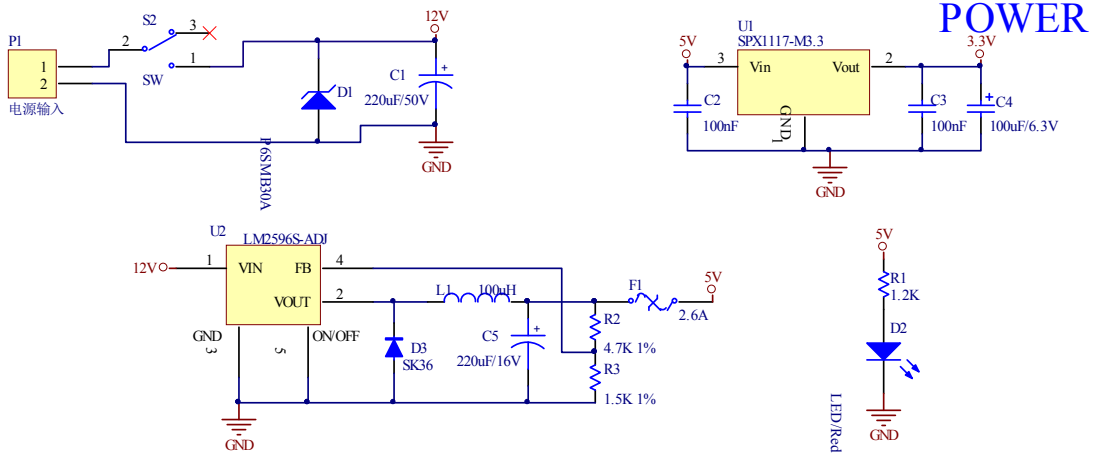 POWER
P1
1
2
电源输入
S2
2
3
1
SW
D1
P6SMB30A
12V
C1
220uF/50V
GND
U1
SPX1117-M3.3
5V
3
Vin
Vout
2
3.3V
GND
1
C2
100nF
C3
100nF
C4
100uF/6.3V
GND
U2
LM2596S-ADJ
12V
1
VIN
FB
4
VOUT
2
GND
3
5
ON/OFF
L1
100uH
D3
SK36
C5
220uF/16V
R2
4.7K 1%
R3
1.5K 1%
F1
2.6A
5V
GND
5V
R1
1.2K
D2
LED/Red
GND